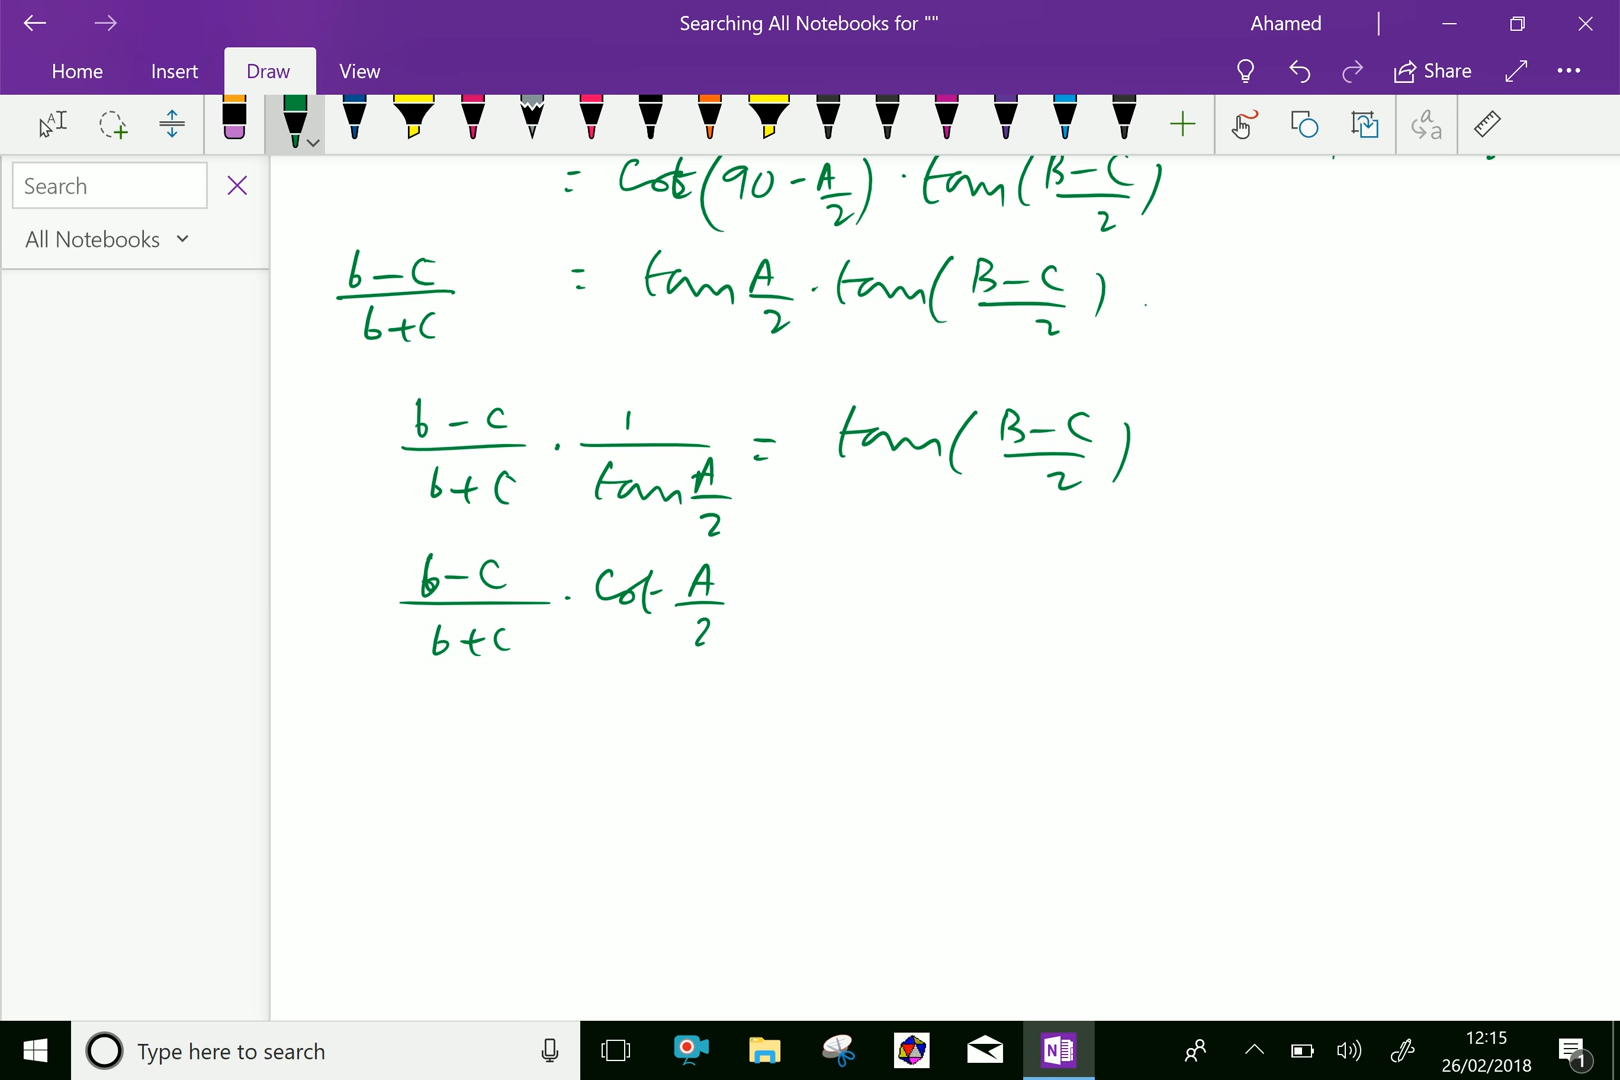 Searching All Notebooks for ""
Ahamed
Home Insert Draw View
Share
Search
All Notebooks
= Cot(90 - A/2) · tan(B-C/2)
b-c/b+c = tan A/2 · tan(B-C/2).
b-c/b+c · 1/tan A/2 = tan(B-C/2)
b-c/b+c · Cot A/2
Type here to search
12:15
26/02/2018
1